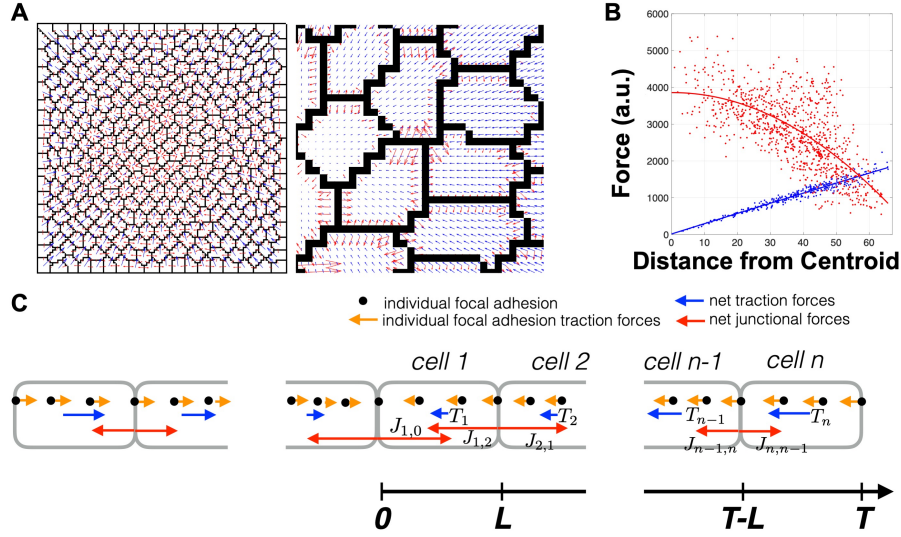 A
B
6000
5000
4000
3000
2000
1000
0
Force (a.u.)
0 10 20 30 40 50 60
Distance from Centroid
C
individual focal adhesion
net traction forces
individual focal adhesion traction forces
net junctional forces
cell 1
cell 2
cell n-1
cell n
T₁
T₂
Tₙ₋₁
Tₙ
J₁,₀
J₁,₂
J₂,₁
Jₙ₋₁,ₙ
Jₙ,ₙ₋₁
0
L
T-L
T